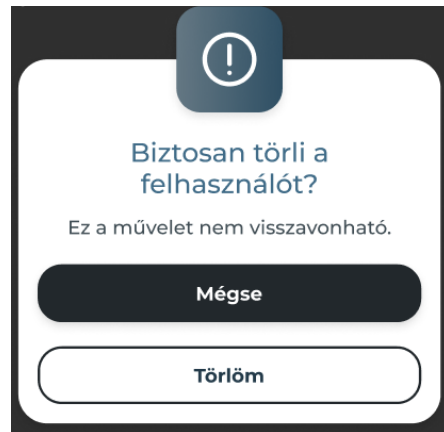 Biztosan törli a
felhasználót?
Ez a művelet nem visszavonható.
Mégse
Törlöm